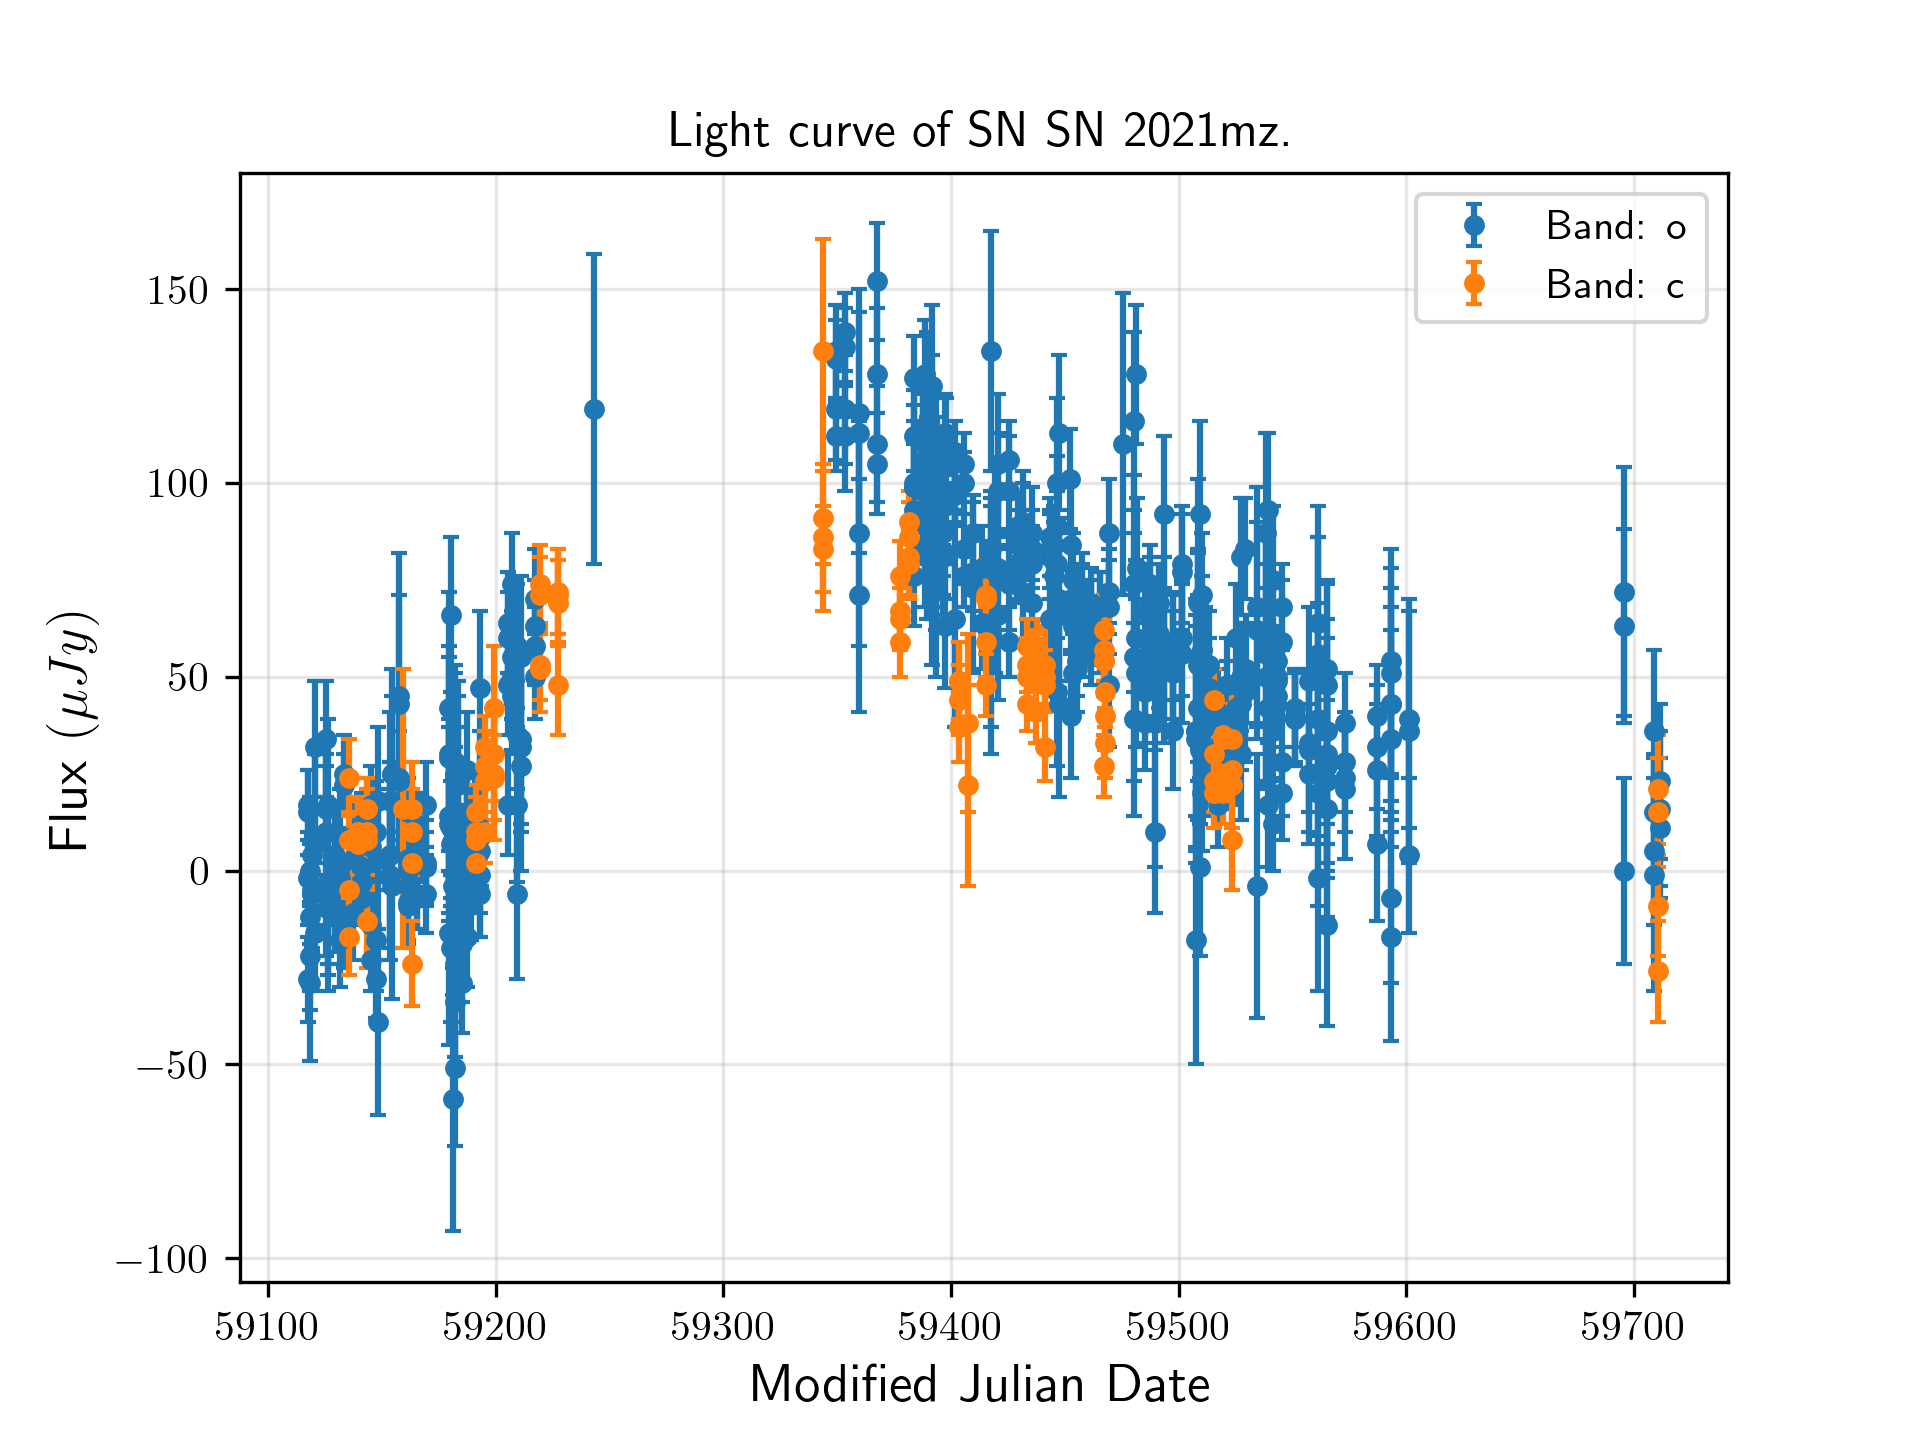 Light curve of SN SN 2021mz.
Band: o
Band: c
Flux (μJy)
150
100
50
0
−50
−100
59100 59200 59300 59400 59500 59600 59700
Modified Julian Date